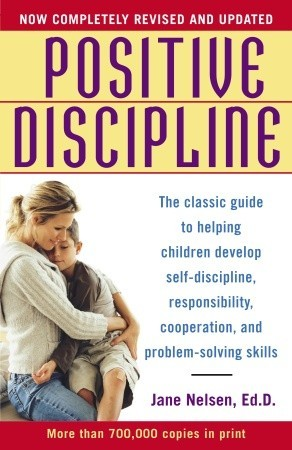 NOW COMPLETELY REVISED AND UPDATED
POSITIVE
DISCIPLINE
The classic guide
to helping
children develop
self-discipline,
responsibility,
cooperation, and
problem-solving skills
Jane Nelsen, Ed.D.
More than 700,000 copies in print